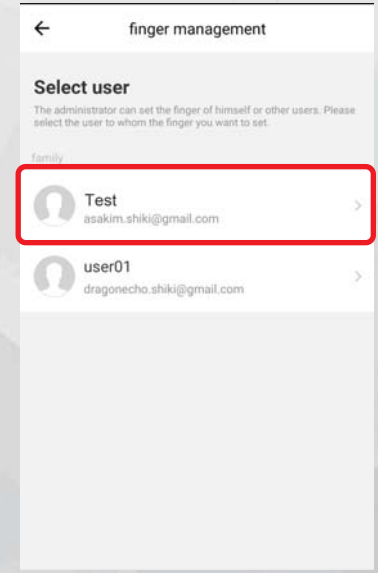 finger management
Select user
The administrator can set the finger of himself or other users. Please
select the user to whom the finger you want to set.
family
Test
asakim.shiki@gmail.com
user01
dragonecho.shiki@gmail.com